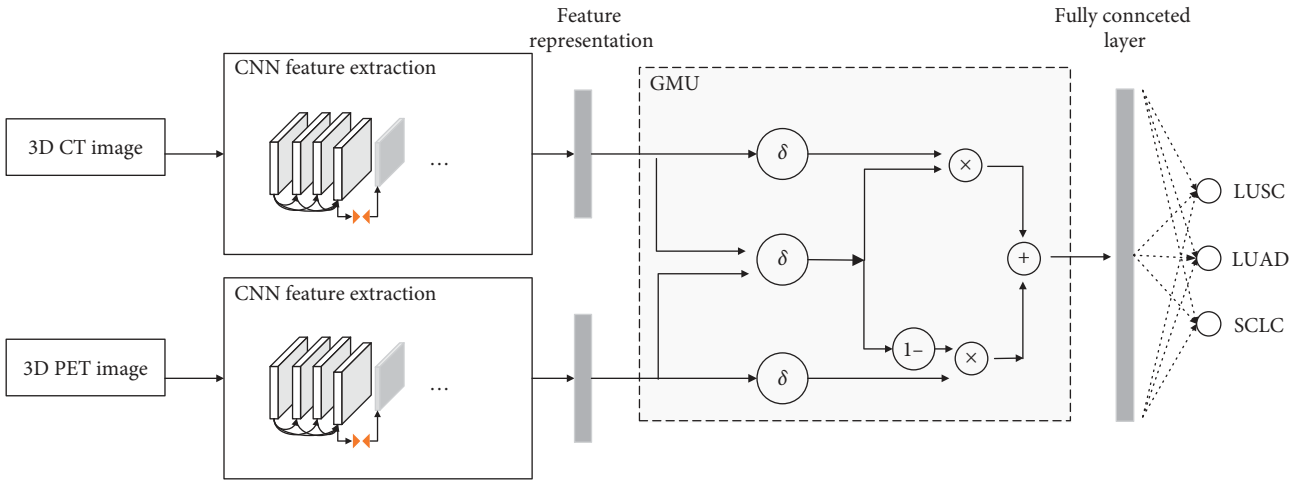 Feature
representation
Fully connceted
layer
CNN feature extraction
GMU
3D CT image
...
δ
×
LUSC
δ
+
LUAD
CNN feature extraction
SCLC
1–
×
3D PET image
...
δ